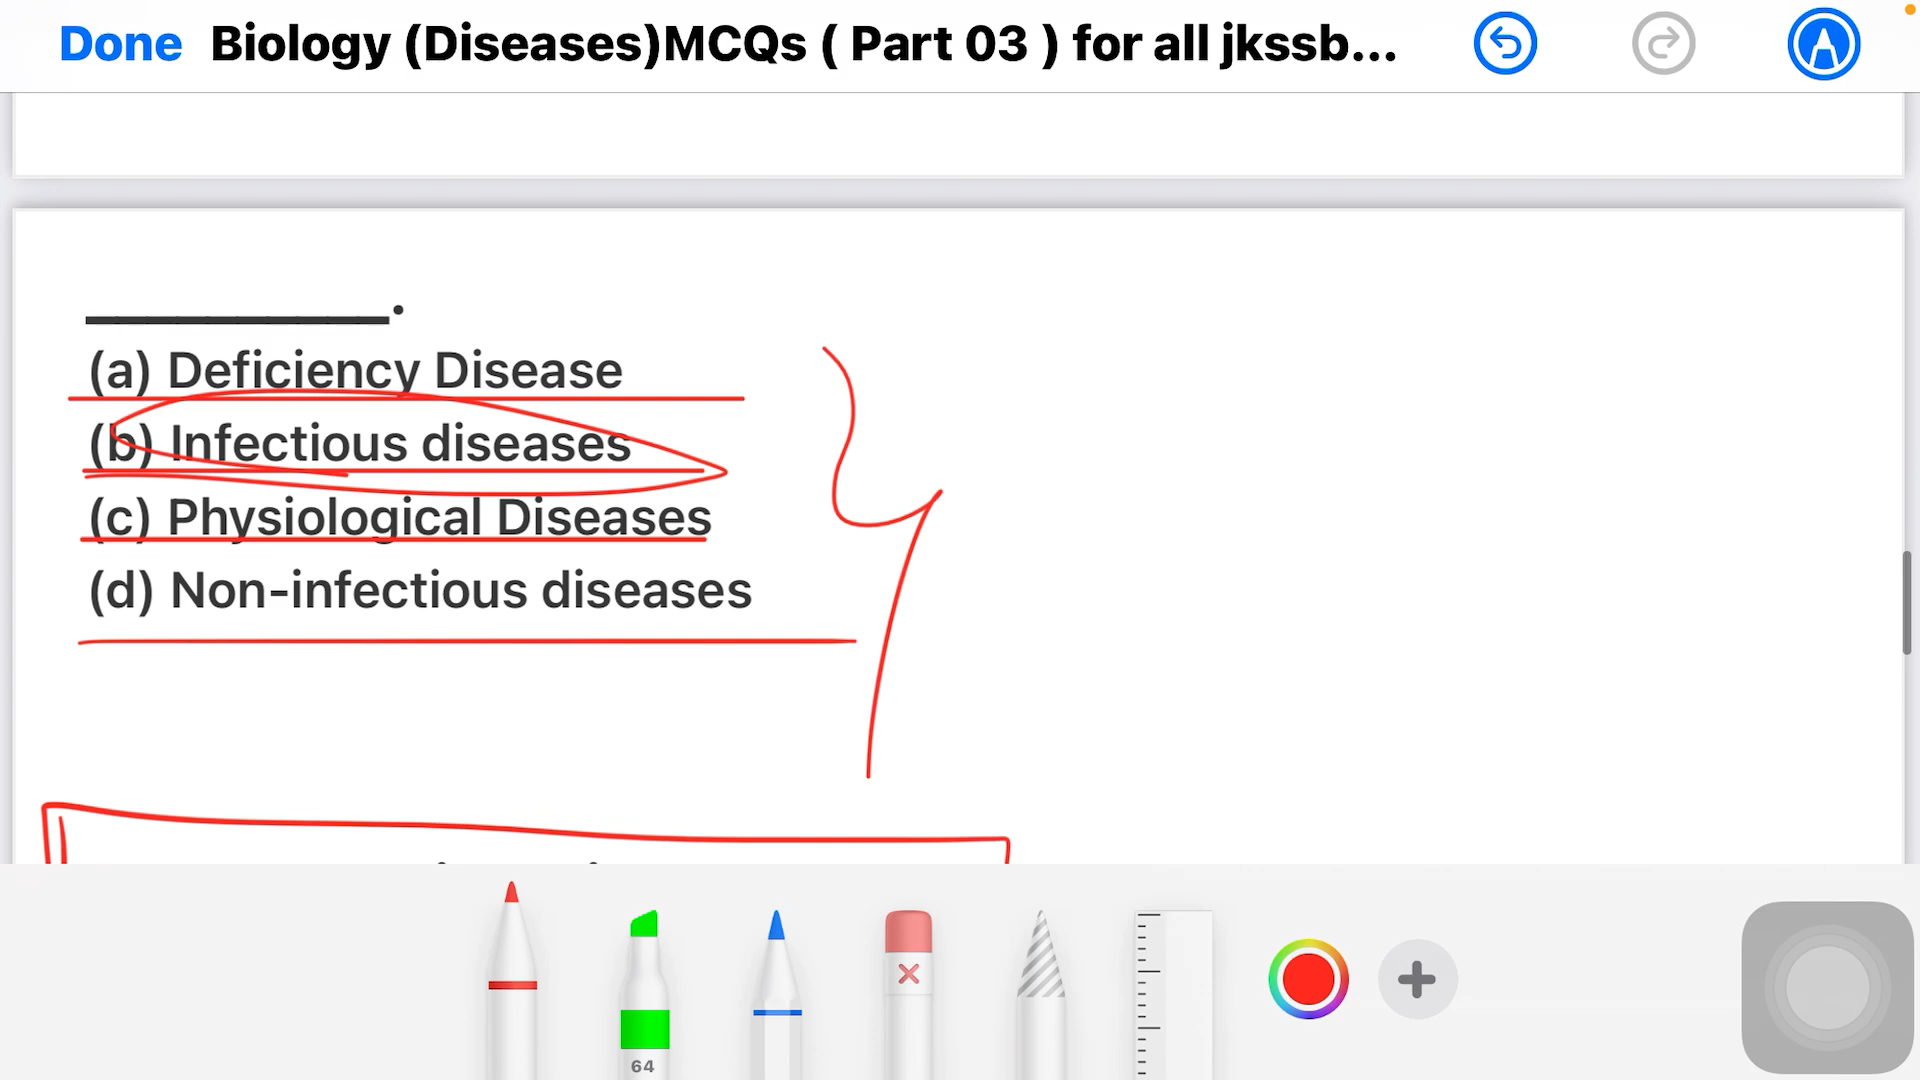 Done Biology (Diseases)MCQs ( Part 03 ) for all jkssb...
__________.
(a) Deficiency Disease
(b) Infectious diseases
(c) Physiological Diseases
(d) Non-infectious diseases
64